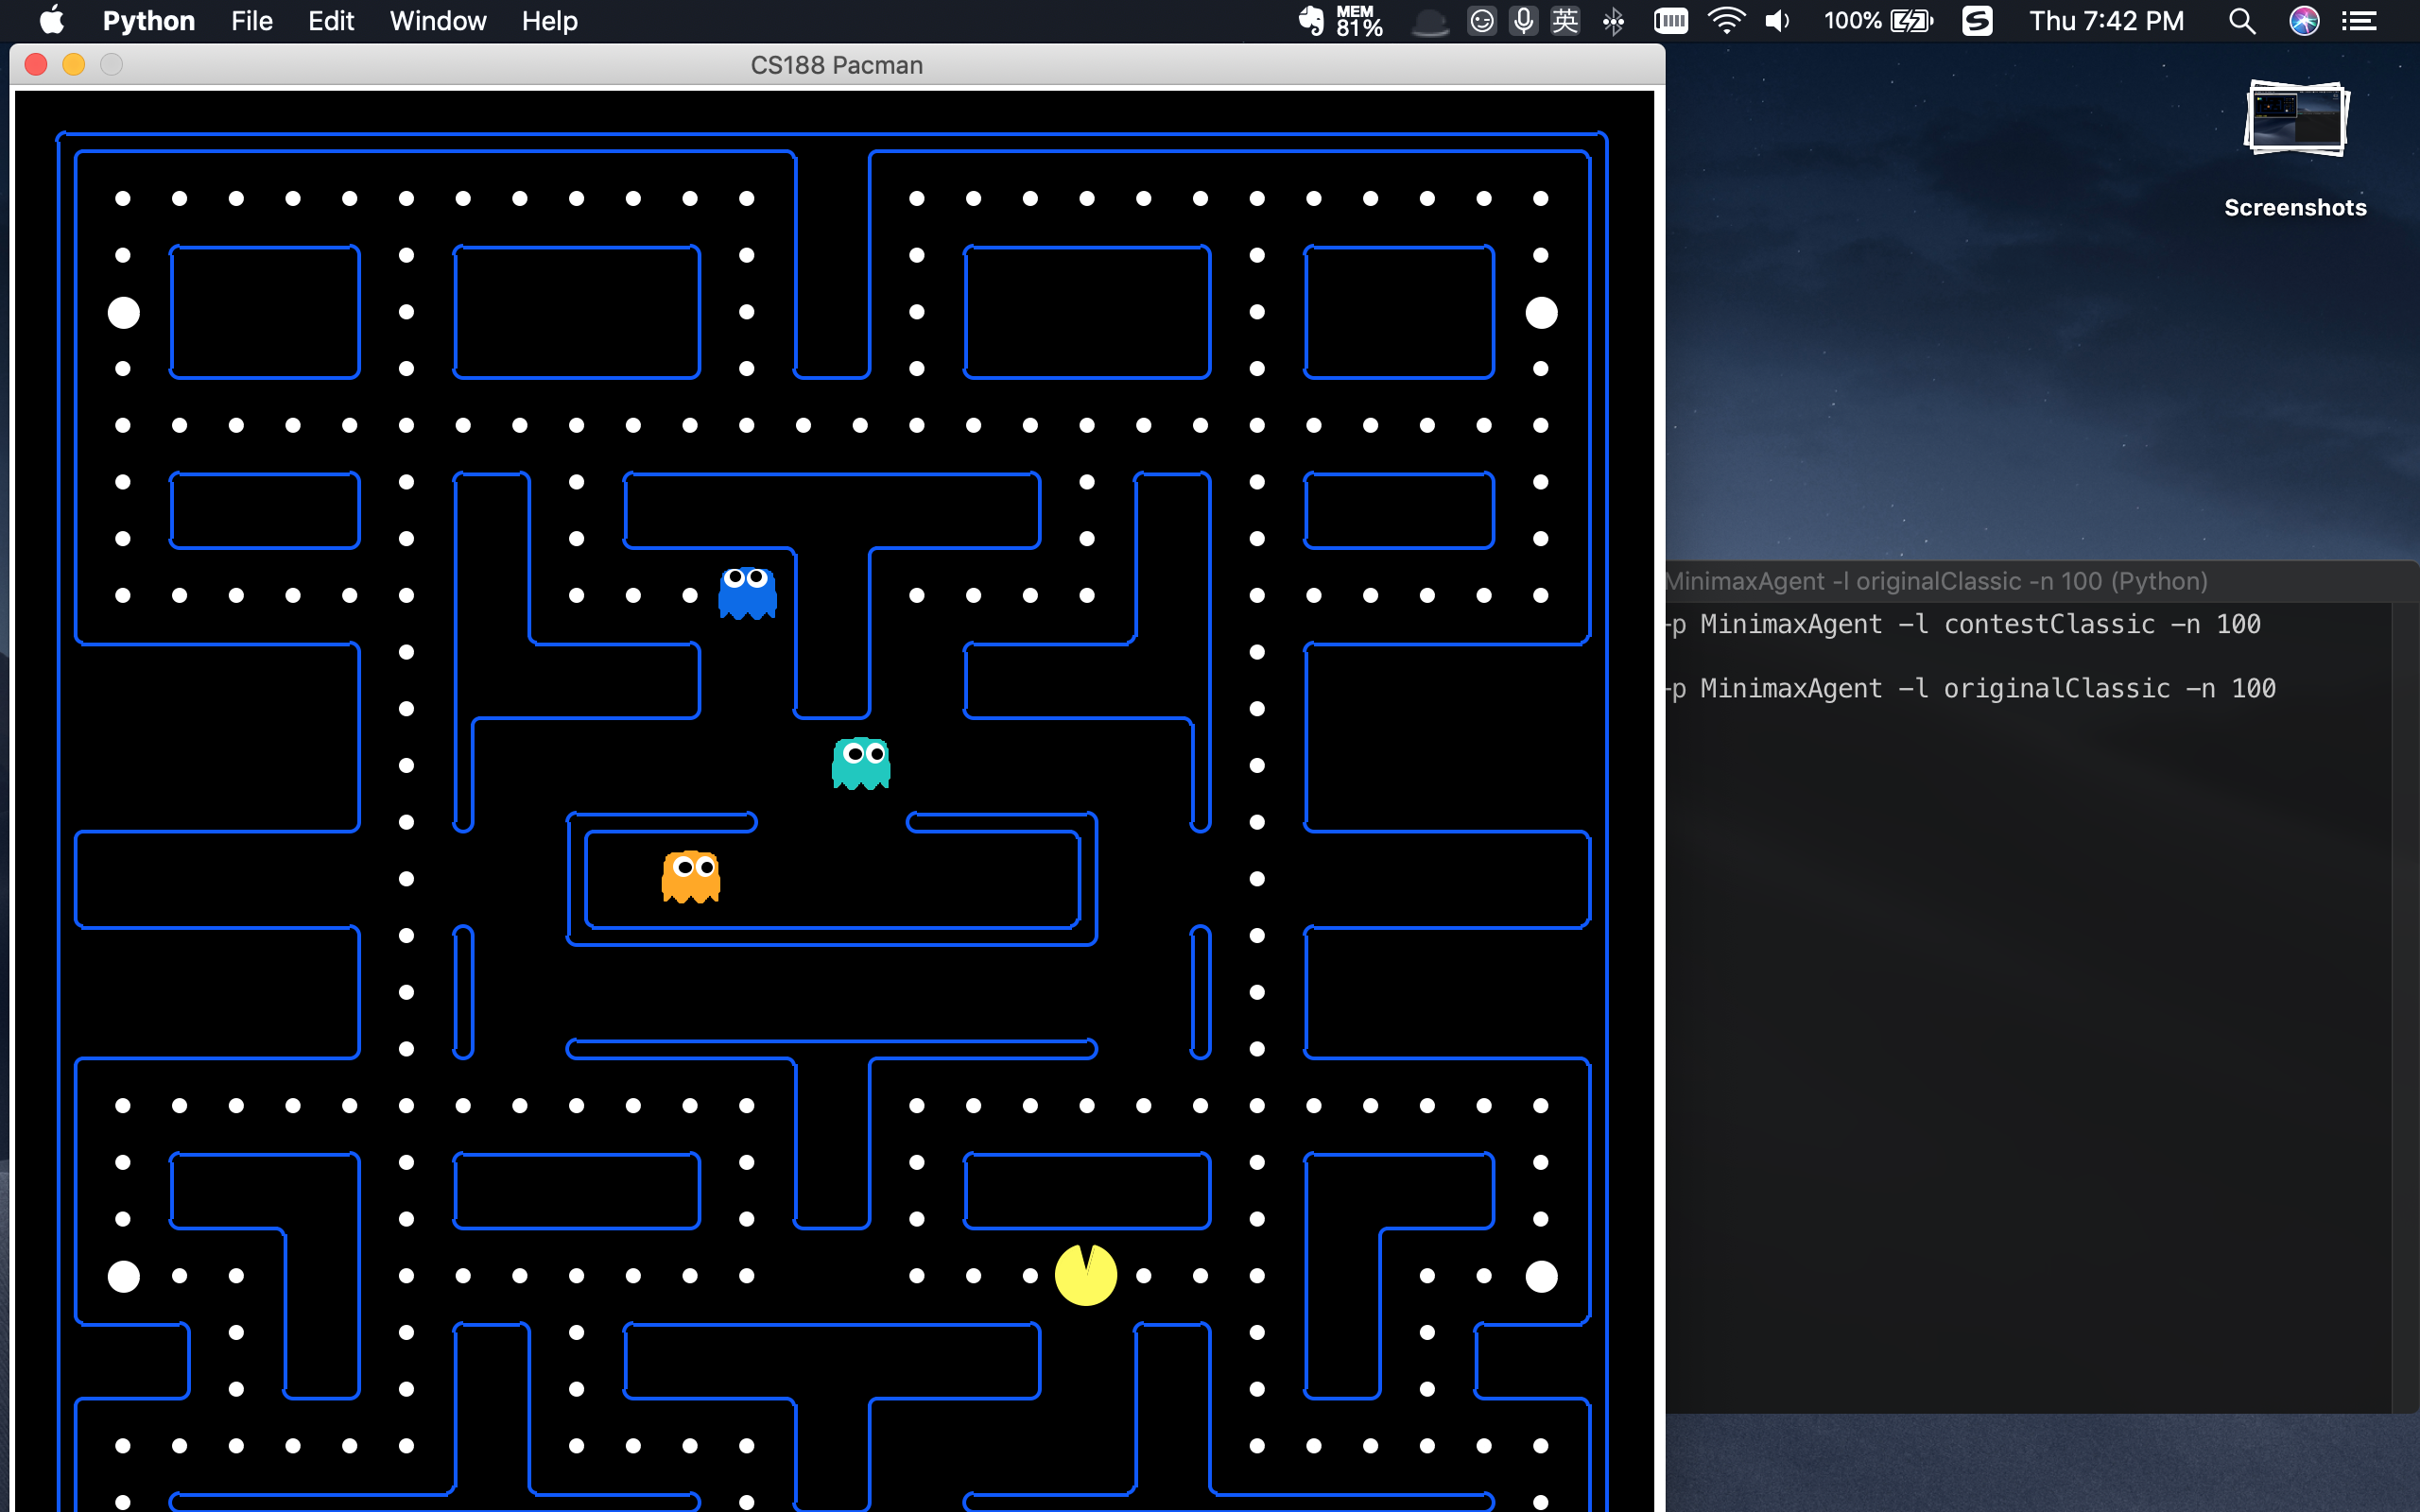 Python File Edit Window Help MEM 81% 英 100% Thu 7:42 PM
CS188 Pacman
Screenshots
MinimaxAgent -l originalClassic -n 100 (Python)
-p MinimaxAgent -l contestClassic -n 100
-p MinimaxAgent -l originalClassic -n 100